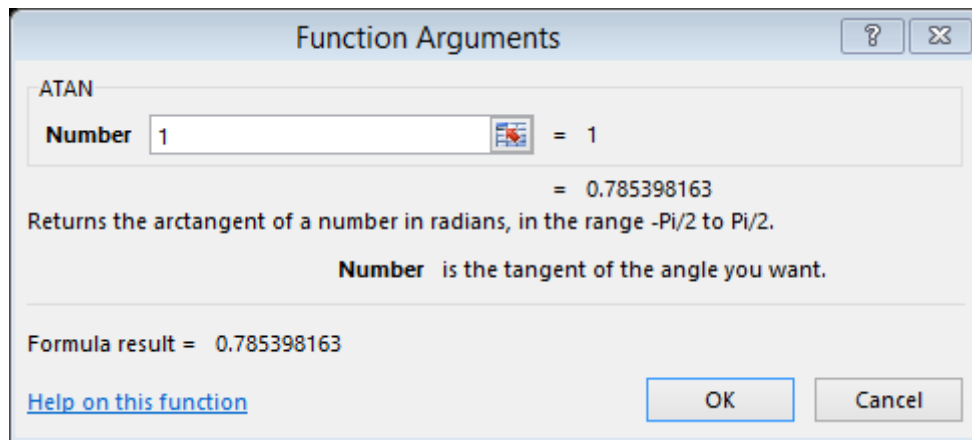 Function Arguments
ATAN
Number 1 = 1
= 0.785398163
Returns the arctangent of a number in radians, in the range -Pi/2 to Pi/2.
Number is the tangent of the angle you want.
Formula result = 0.785398163
Help on this function
OK Cancel